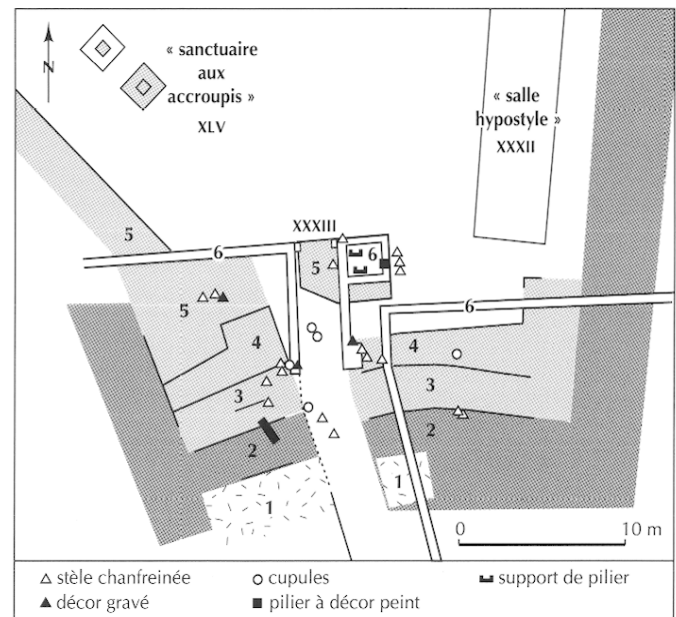 « sanctuaire
aux
accroupis »
XLV
N
« salle
hypostyle »
XXXII
XXXIII
5
6
5
6
6
5
4
4
3
3
2
2
1
1
0 10 m
stèle chanfreinée
cupules
support de pilier
décor gravé
pilier à décor peint